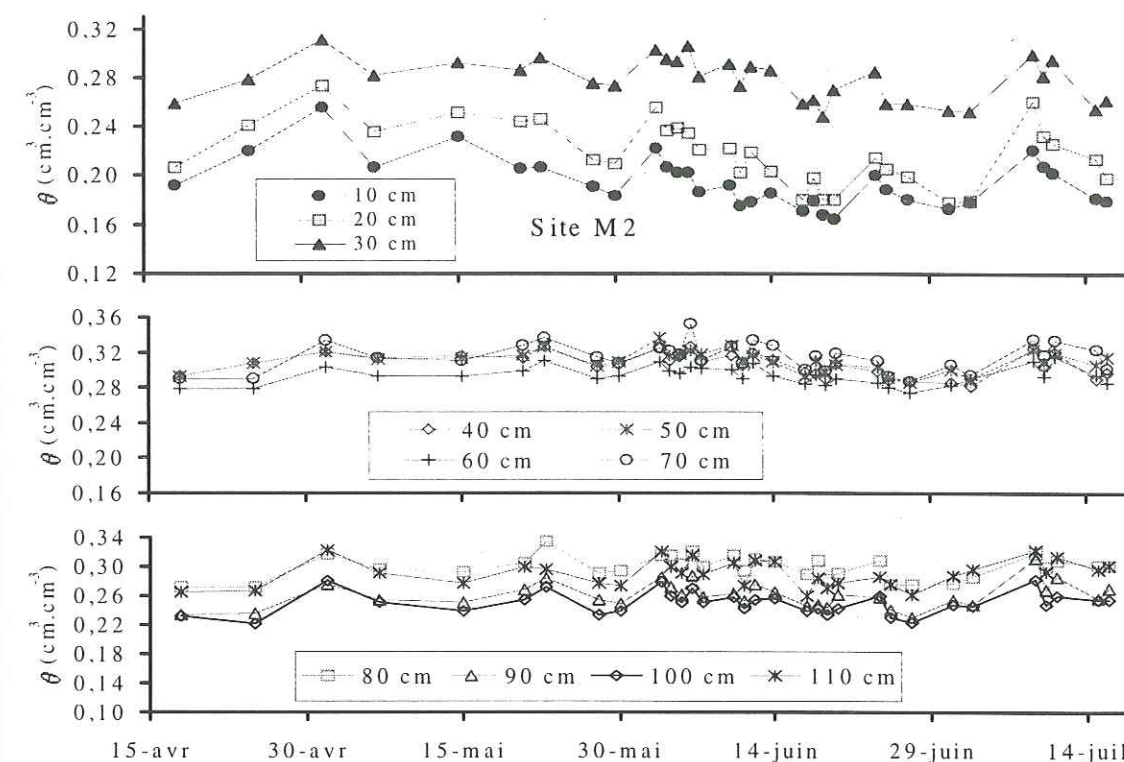 θ (cm³.cm⁻³)
0,32
0,28
0,24
0,20
0,16
0,12
10 cm
20 cm
30 cm
Site M2
θ (cm³.cm⁻³)
0,36
0,32
0,28
0,24
0,20
0,16
40 cm 50 cm
60 cm 70 cm
θ (cm³.cm⁻³)
0,34
0,30
0,26
0,22
0,18
0,14
0,10
80 cm 90 cm 100 cm 110 cm
15-avr 30-avr 15-mai 30-mai 14-juin 29-juin 14-juil